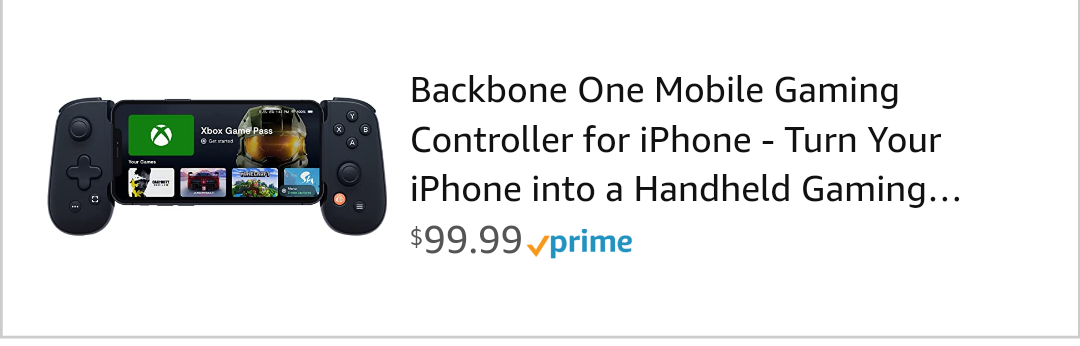 Xbox Game Pass
Get started
Your Games
MINECRAFT
Y
X
B
A
Backbone One Mobile Gaming
Controller for iPhone - Turn Your
iPhone into a Handheld Gaming...
$99.99 prime